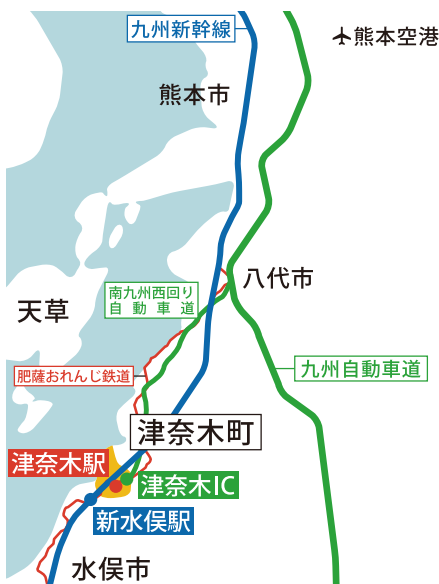 九州新幹線
熊本空港
熊本市
八代市
南九州西回り
自動車道
天草
九州自動車道
肥薩おれんじ鉄道
津奈木町
津奈木駅
津奈木IC
新水俣駅
水俣市